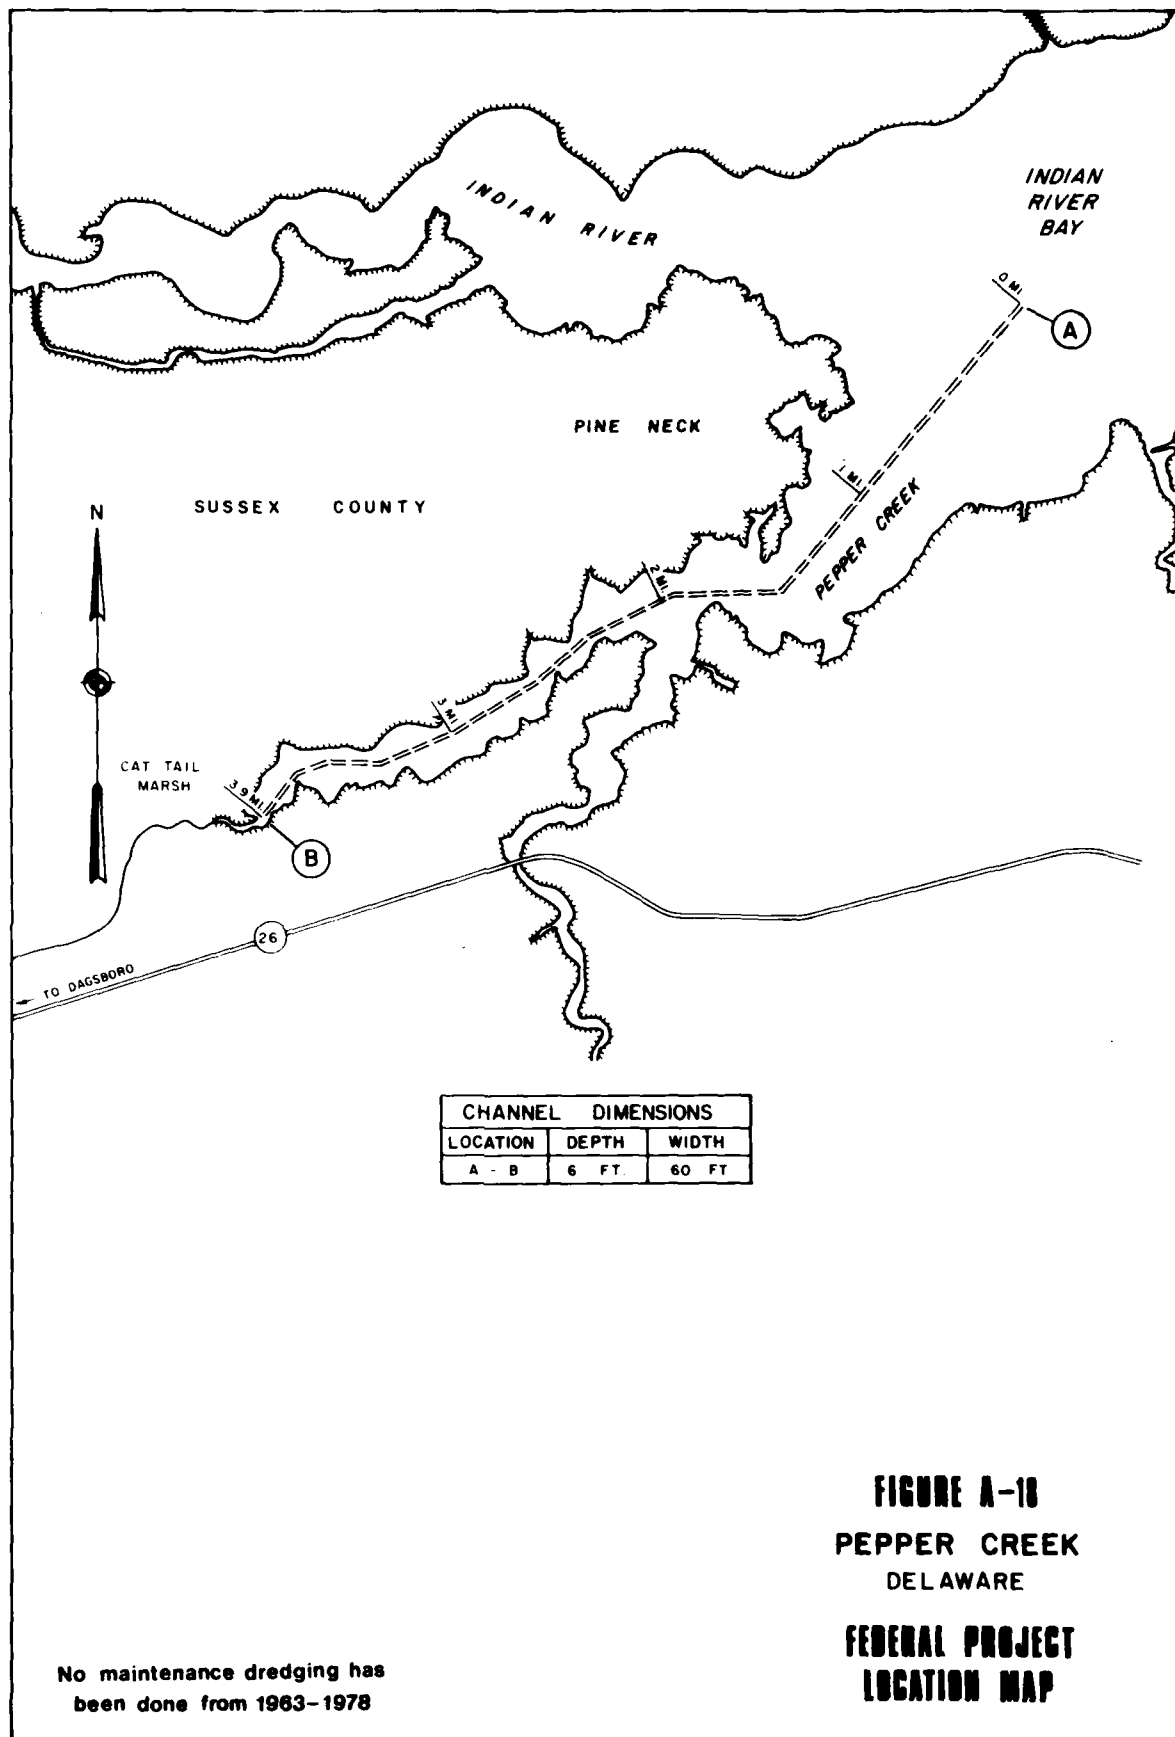 INDIAN
RIVER
BAY
INDIAN RIVER
0 MI
A
PINE NECK
1 MI
SUSSEX COUNTY
N
PEPPER CREEK
2 MI
3 MI
CAT TAIL
MARSH
3.9 MI.
B
26
← TO DAGSBORO
CHANNEL DIMENSIONS
LOCATION DEPTH WIDTH
A - B 6 FT. 60 FT
FIGURE A-18
PEPPER CREEK
DELAWARE
FEDERAL PROJECT
LOCATION MAP
No maintenance dredging has
been done from 1963-1978